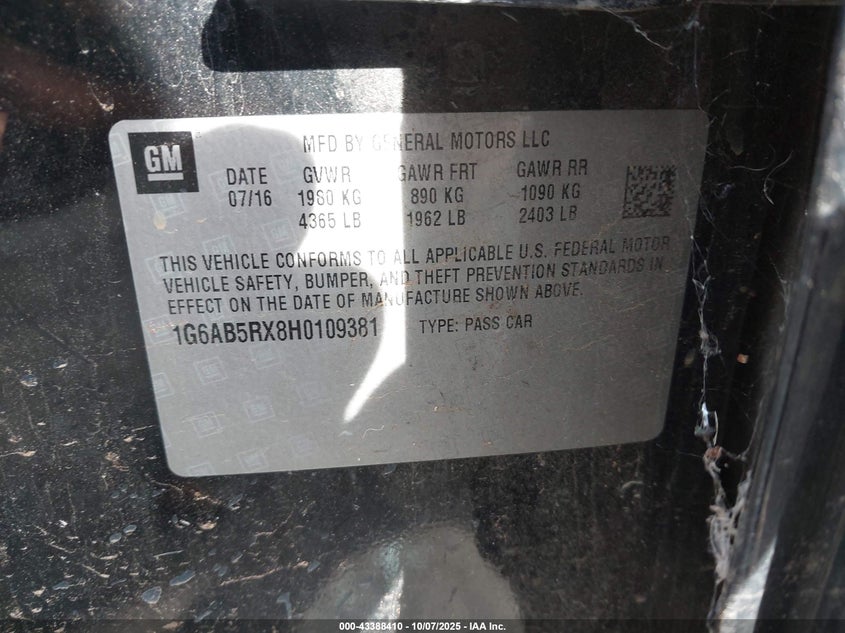 GM
MFD BY GENERAL MOTORS LLC
DATE GVWR GAWR FRT GAWR RR
07/16 1980 KG 890 KG 1090 KG
4365 LB 1962 LB 2403 LB
THIS VEHICLE CONFORMS TO ALL APPLICABLE U.S. FEDERAL MOTOR
VEHICLE SAFETY, BUMPER, AND THEFT PREVENTION STANDARDS IN
EFFECT ON THE DATE OF MANUFACTURE SHOWN ABOVE.
1G6AB5RX8H0109381 TYPE: PASS CAR
000-43388410 - 10/07/2025 - IAA Inc.